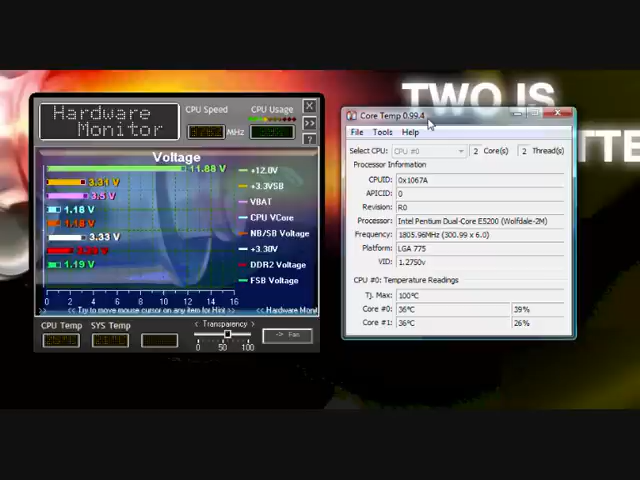 TWO IS
TTE
Hardware
Monitor
CPU Speed
MHz
CPU Usage
X
>>
?
Voltage
11.88 V
3.31 V
3.5 V
1.18 V
1.18 V
3.33 V
1.19 V
+12.0V
+3.3VSB
VBAT
CPU VCore
NB/SB Voltage
+3.30V
DDR2 Voltage
FSB Voltage
0 2 4 6 8 10 12 14 16
>> << Try to move mouse cursor on any item for Hint >> << Hardware Moni
CPU Temp
SYS Temp
Transparency
0 50 100
-> Fan
Core Temp 0.99.4
File Tools Help
Select CPU: CPU #0 2 Core(s) 2 Thread(s)
Processor Information
CPUID: 0x1067A
APICID: 0
Revision: R0
Processor: Intel Pentium Dual-Core E5200 (Wolfdale-2M)
Frequency: 1805.96MHz (300.99 x 6.0)
Platform: LGA 775
VID: 1.2750v
CPU #0: Temperature Readings
Tj. Max: 100°C
Core #0: 36°C 39%
Core #1: 36°C 26%